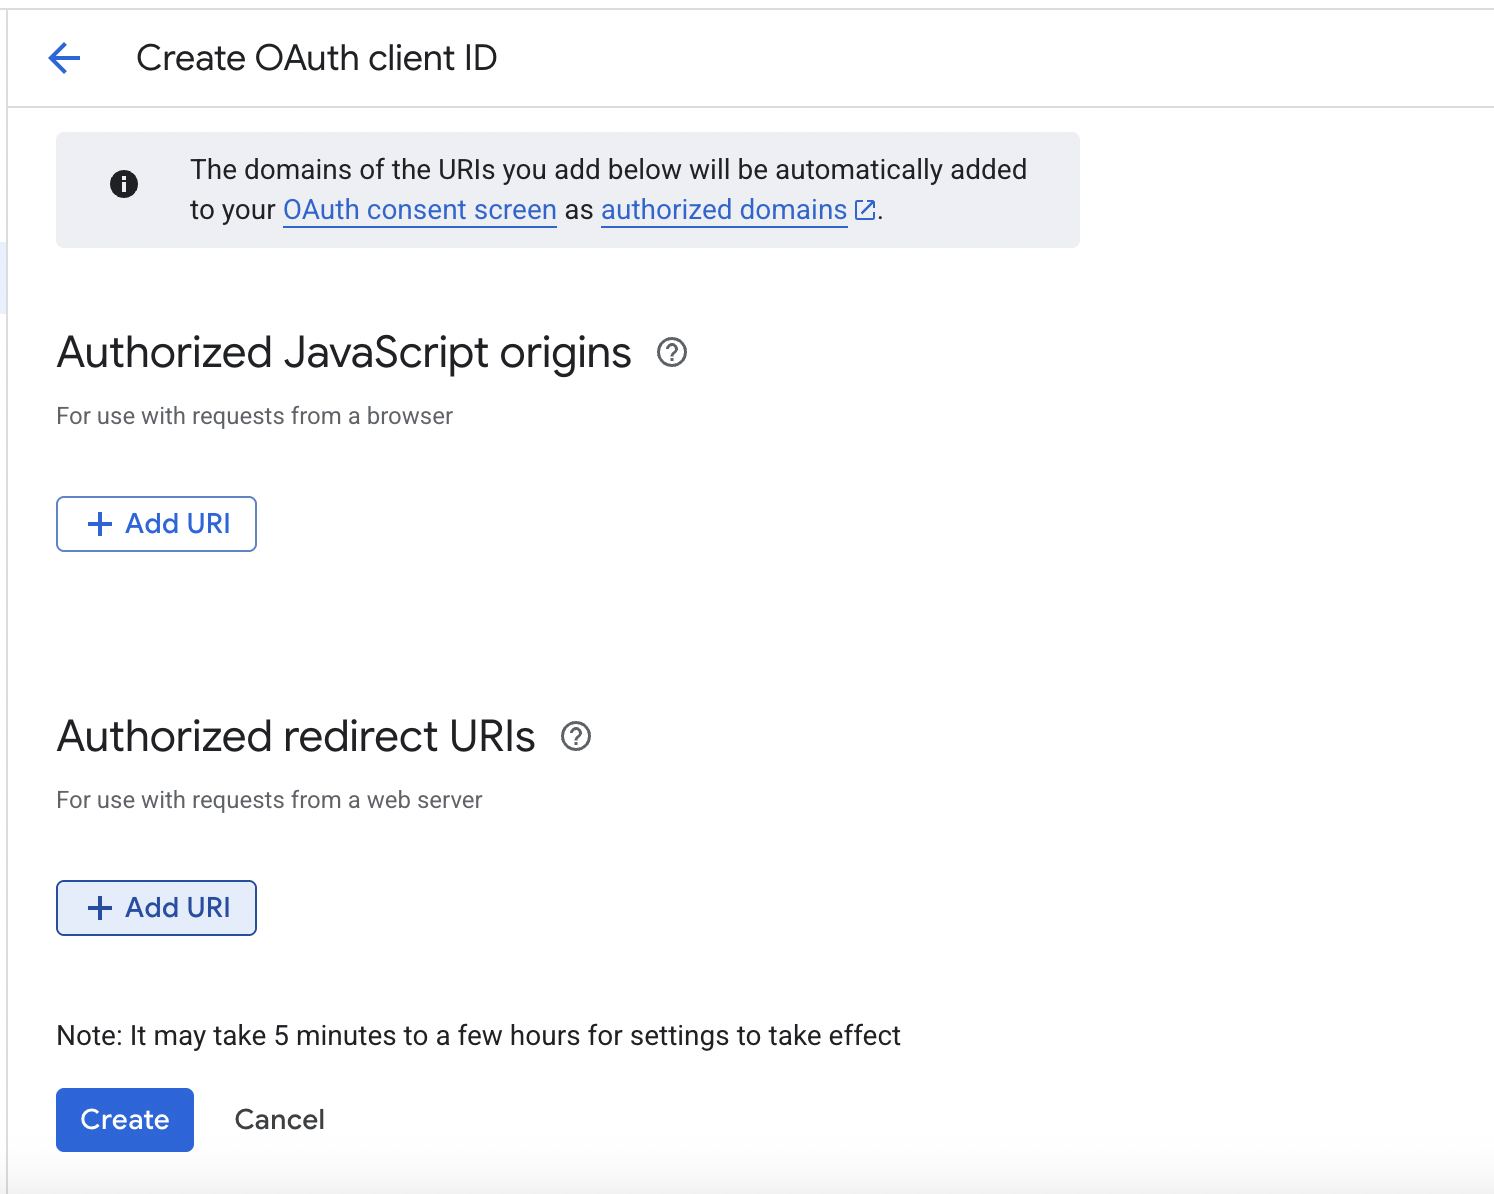 Create OAuth client ID
The domains of the URIs you add below will be automatically added
to your OAuth consent screen as authorized domains.
Authorized JavaScript origins
For use with requests from a browser
+ Add URI
Authorized redirect URIs
For use with requests from a web server
+ Add URI
Note: It may take 5 minutes to a few hours for settings to take effect
Create Cancel